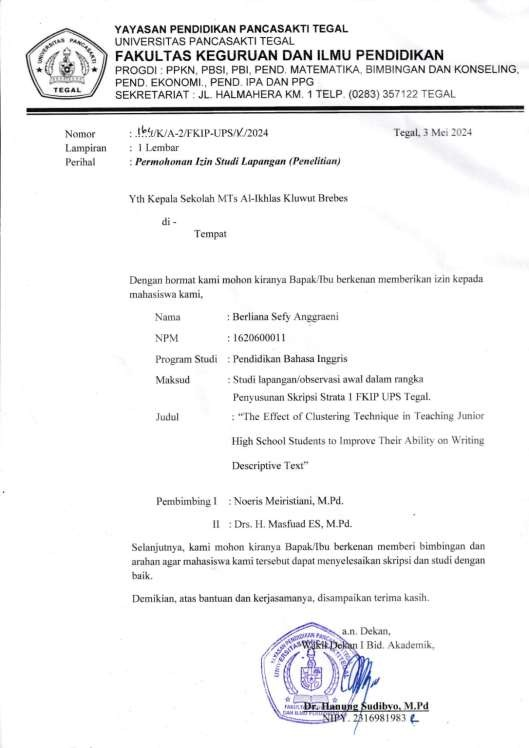 UNIVERSITAS PANCASAKTI
TEGAL
YAYASAN PENDIDIKAN PANCASAKTI TEGAL
UNIVERSITAS PANCASAKTI TEGAL
FAKULTAS KEGURUAN DAN ILMU PENDIDIKAN
PROGDI : PPKN, PBSI, PBI, PEND. MATEMATIKA, BIMBINGAN DAN KONSELING,
PEND. EKONOMI., PEND. IPA DAN PPG
SEKRETARIAT : JL. HALMAHERA KM. 1 TELP. (0283) 357122 TEGAL
Nomor : /K/A-2/FKIP-UPS/ /2024 Tegal, 3 Mei 2024
Lampiran : 1 Lembar
Perihal : Permohonan Izin Studi Lapangan (Penelitian)
Yth Kepala Sekolah MTs Al-Ikhlas Kluwut Brebes
di -
Tempat
Dengan hormat kami mohon kiranya Bapak/Ibu berkenan memberikan izin kepada
mahasiswa kami,
Nama : Berliana Sefy Anggraeni
NPM : 1620600011
Program Studi : Pendidikan Bahasa Inggris
Maksud : Studi lapangan/observasi awal dalam rangka
Penyusunan Skripsi Strata 1 FKIP UPS Tegal.
Judul : “The Effect of Clustering Technique in Teaching Junior
High School Students to Improve Their Ability on Writing
Descriptive Text”
Pembimbing I : Noeris Meiristiani, M.Pd.
II : Drs. H. Masfuad ES, M.Pd.
Selanjutnya, kami mohon kiranya Bapak/Ibu berkenan memberi bimbingan dan
arahan agar mahasiswa kami tersebut dapat menyelesaikan skripsi dan studi dengan
baik.
Demikian, atas bantuan dan kerjasamanya, disampaikan terima kasih.
a.n. Dekan,
Wakil Dekan I Bid. Akademik,
Dr. Hanung Sudibyo, M.Pd
NIPY. 2316981983